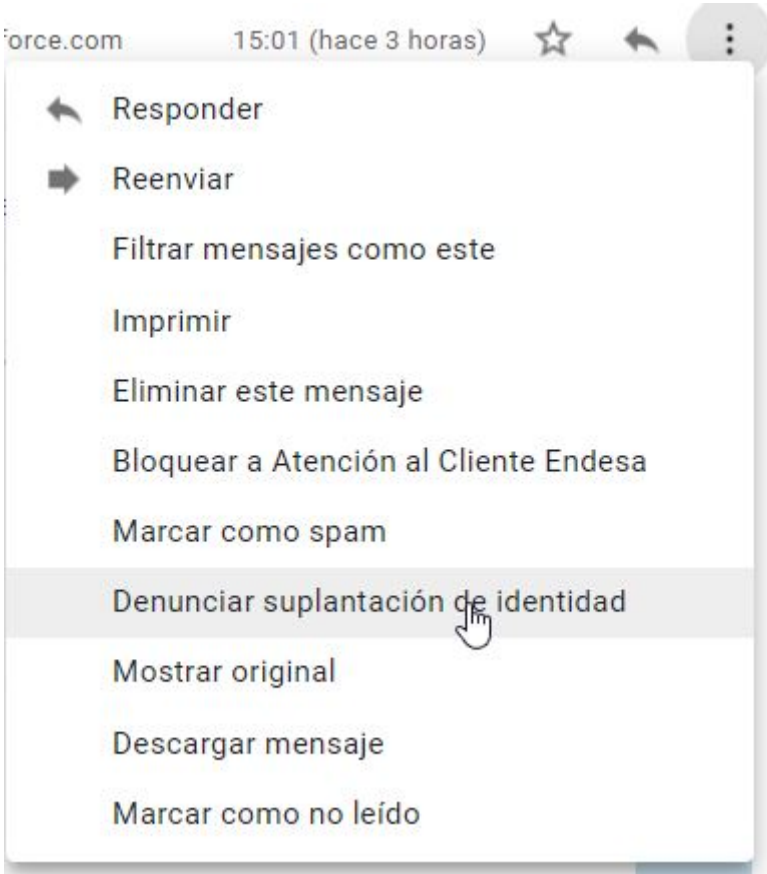 force.com 15:01 (hace 3 horas)
Responder
Reenviar
Filtrar mensajes como este
Imprimir
Eliminar este mensaje
Bloquear a Atención al Cliente Endesa
Marcar como spam
Denunciar suplantación de identidad
Mostrar original
Descargar mensaje
Marcar como no leído